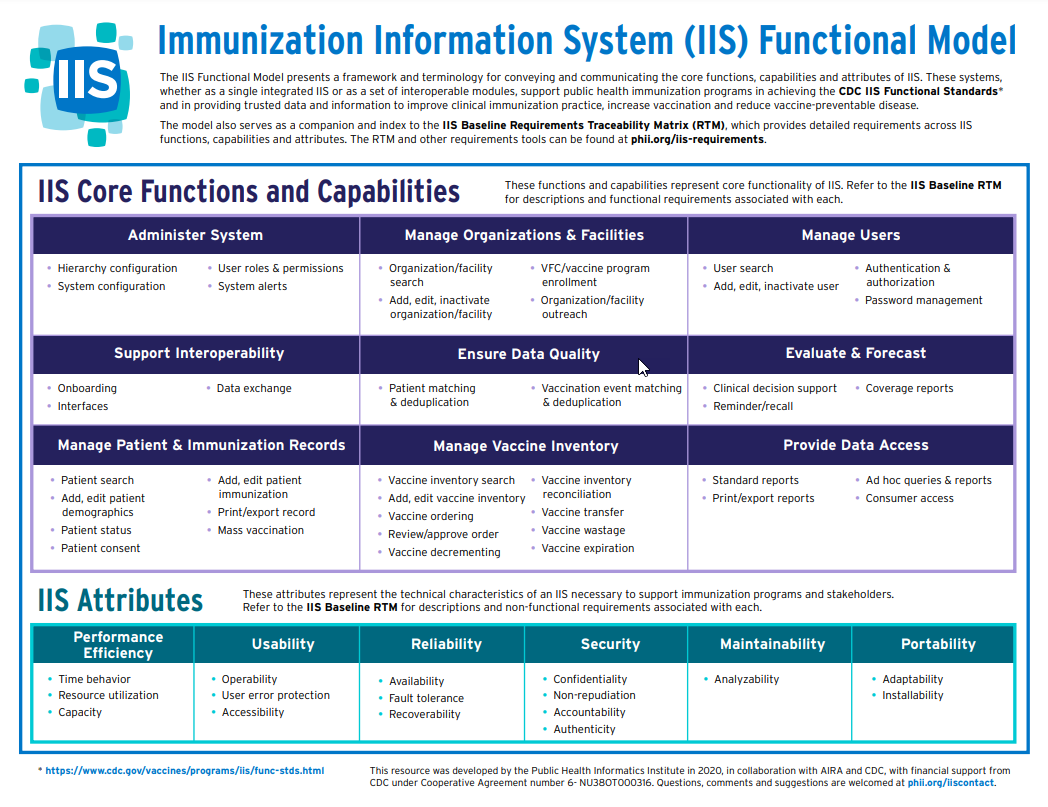 IIS
Immunization Information System (IIS) Functional Model
The IIS Functional Model presents a framework and terminology for conveying and communicating the core functions, capabilities and attributes of IIS. These systems,
whether as a single integrated IIS or as a set of interoperable modules, support public health immunization programs in achieving the CDC IIS Functional Standards*
and in providing trusted data and information to improve clinical immunization practice, increase vaccination and reduce vaccine-preventable disease.
The model also serves as a companion and index to the IIS Baseline Requirements Traceability Matrix (RTM), which provides detailed requirements across IIS
functions, capabilities and attributes. The RTM and other requirements tools can be found at phii.org/iis-requirements.
IIS Core Functions and Capabilities
These functions and capabilities represent core functionality of IIS. Refer to the IIS Baseline RTM
for descriptions and functional requirements associated with each.
Administer System
• Hierarchy configuration
• System configuration
• User roles & permissions
• System alerts
Manage Organizations & Facilities
• Organization/facility
search
• Add, edit, inactivate
organization/facility
• VFC/vaccine program
enrollment
• Organization/facility
outreach
Manage Users
• User search
• Add, edit, inactivate user
• Authentication &
authorization
• Password management
Support Interoperability
• Onboarding
• Interfaces
• Data exchange
Ensure Data Quality
• Patient matching
& deduplication
• Vaccination event matching
& deduplication
Evaluate & Forecast
• Clinical decision support
• Reminder/recall
• Coverage reports
Manage Patient & Immunization Records
• Patient search
• Add, edit patient
demographics
• Patient status
• Patient consent
• Add, edit patient
immunization
• Print/export record
• Mass vaccination
Manage Vaccine Inventory
• Vaccine inventory search
• Add, edit vaccine inventory
• Vaccine ordering
• Review/approve order
• Vaccine decrementing
• Vaccine inventory
reconciliation
• Vaccine transfer
• Vaccine wastage
• Vaccine expiration
Provide Data Access
• Standard reports
• Print/export reports
• Ad hoc queries & reports
• Consumer access
IIS Attributes
These attributes represent the technical characteristics of an IIS necessary to support immunization programs and stakeholders.
Refer to the IIS Baseline RTM for descriptions and non-functional requirements associated with each.
Performance
Efficiency
• Time behavior
• Resource utilization
• Capacity
Usability
• Operability
• User error protection
• Accessibility
Reliability
• Availability
• Fault tolerance
• Recoverability
Security
• Confidentiality
• Non-repudiation
• Accountability
• Authenticity
Maintainability
• Analyzability
Portability
• Adaptability
• Installability
* https://www.cdc.gov/vaccines/programs/iis/func-stds.html
This resource was developed by the Public Health Informatics Institute in 2020, in collaboration with AIRA and CDC, with financial support from
CDC under Cooperative Agreement number 6- NU38OT000316. Questions, comments and suggestions are welcomed at phii.org/iiscontact.